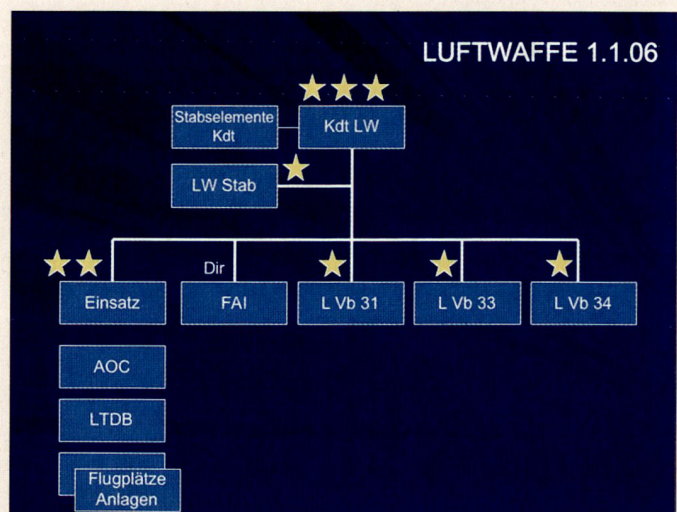 LUFTWAFFE 1.1.06
Stabselemente
Kdt
Kdt LW
LW Stab
Dir
Einsatz
FAI
L Vb 31
L Vb 33
L Vb 34
AOC
LTDB
Flugplätze
Anlagen